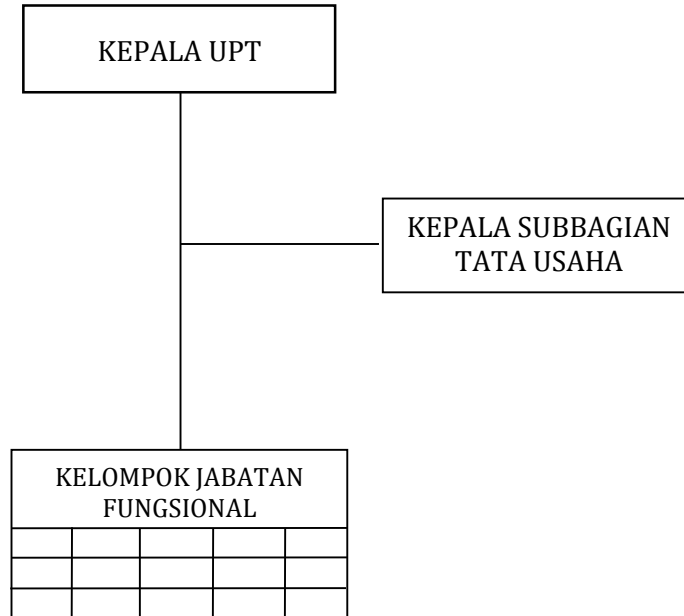 KEPALA UPT
KEPALA SUBBAGIAN
TATA USAHA
KELOMPOK JABATAN
FUNGSIONAL